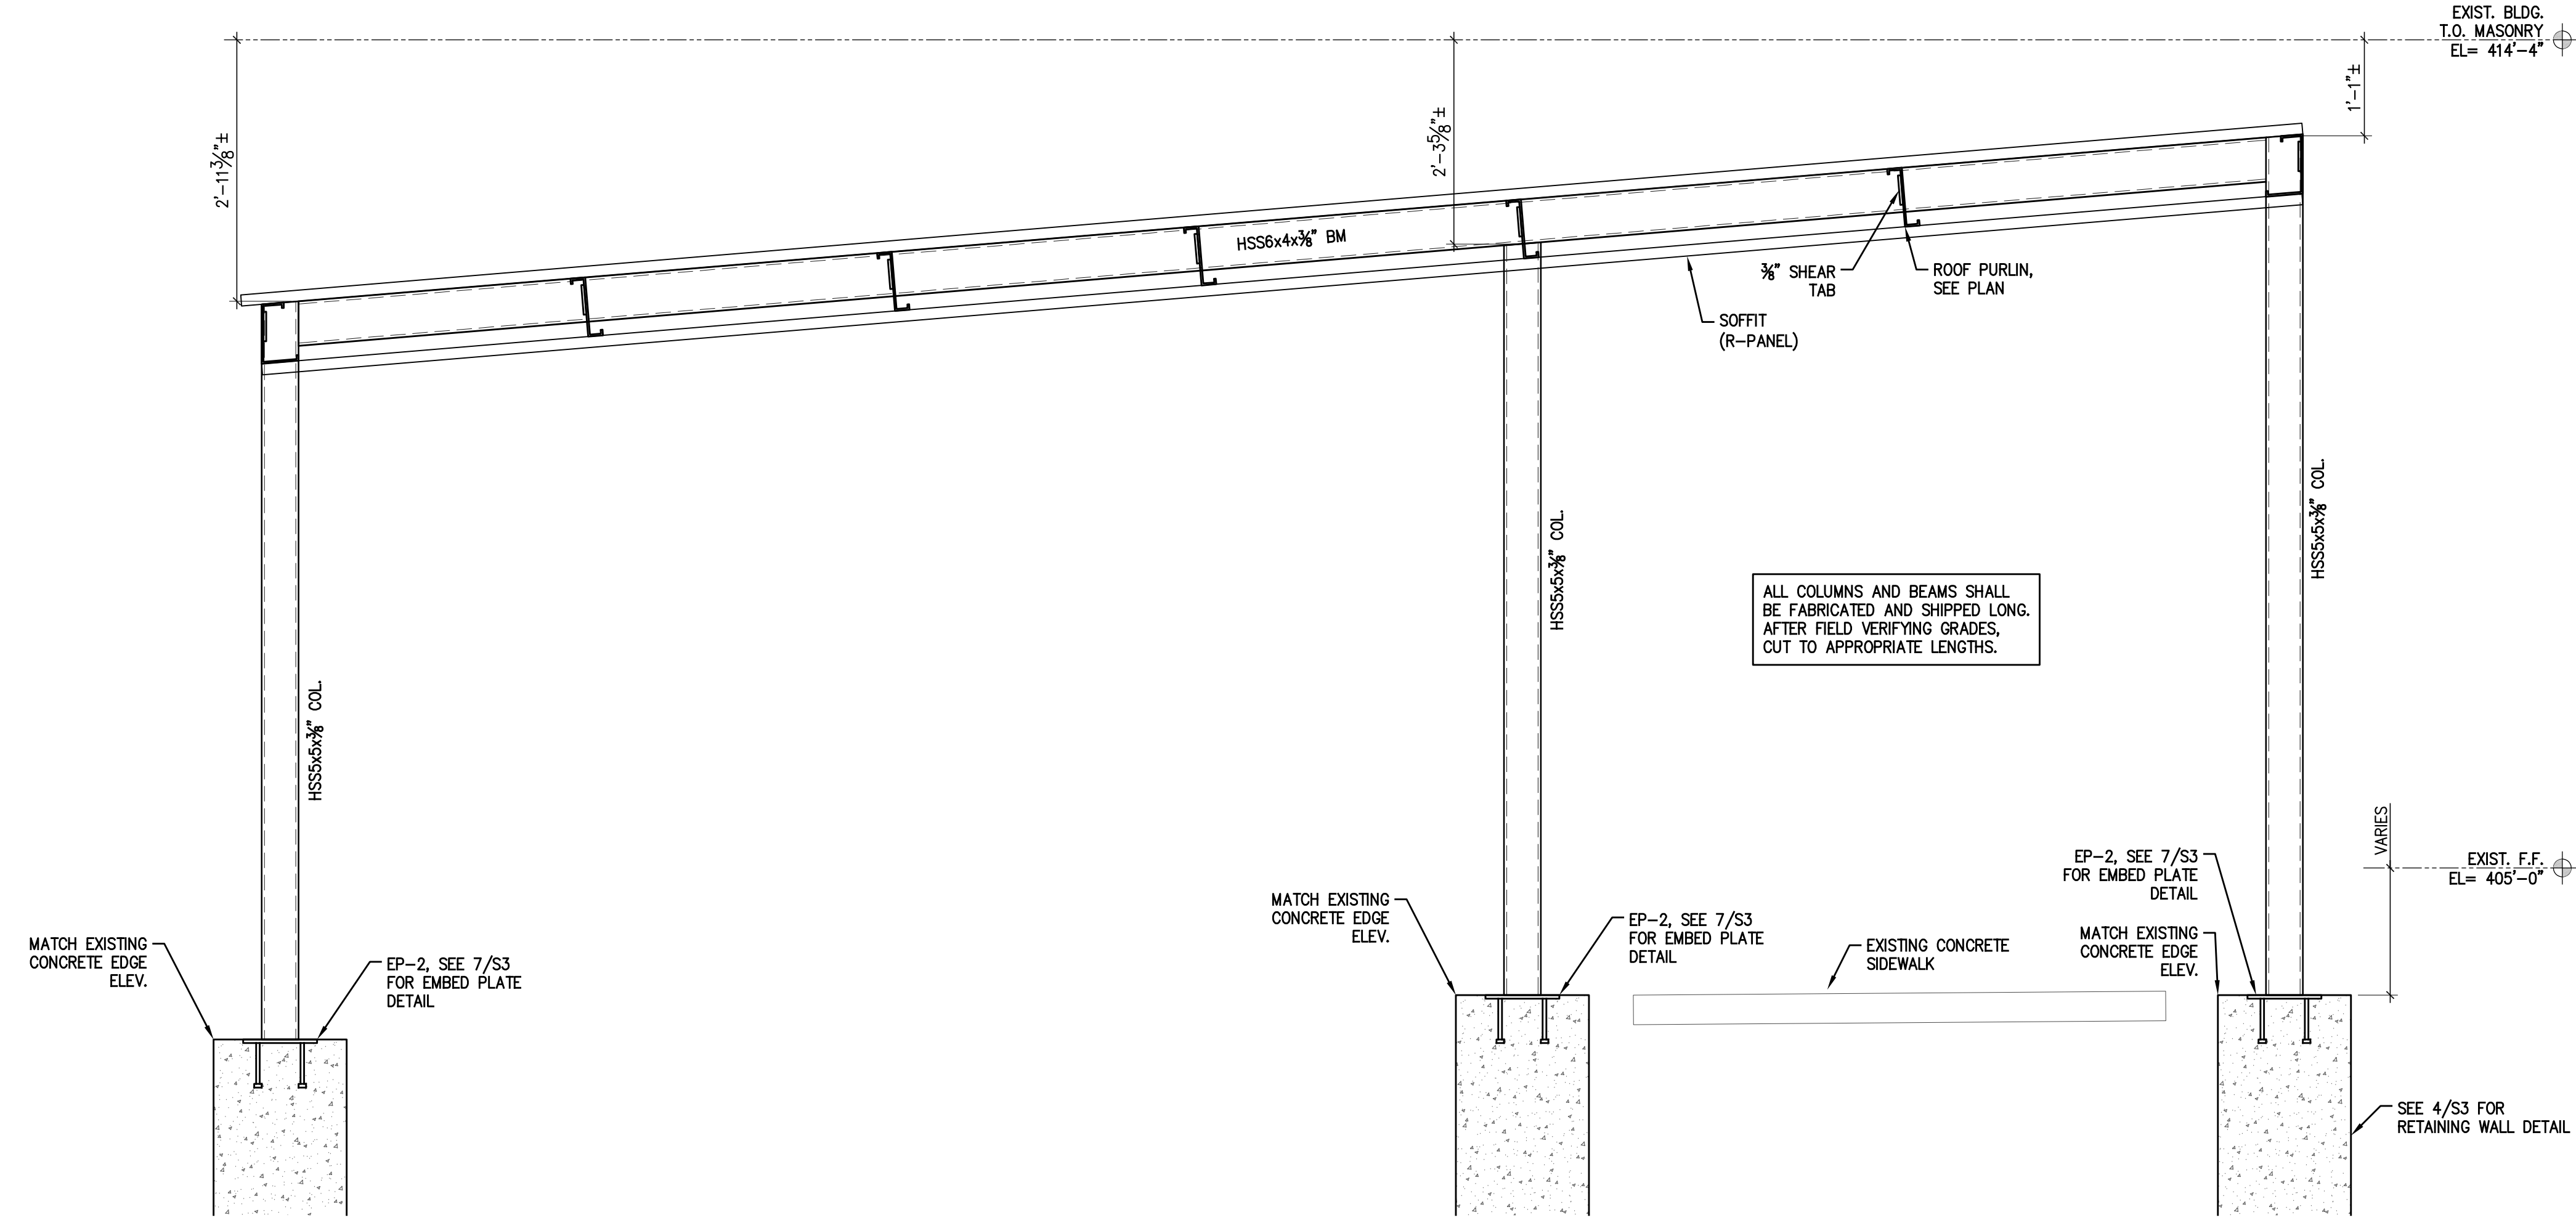 EXIST. BLDG.
T.O. MASONRY
EL= 414'-4"
1'-1"±
2'-3⅝"±
2'-11⅜"±
HSS6x4x⅜" BM
⅜" SHEAR
TAB
ROOF PURLIN,
SEE PLAN
SOFFIT
(R-PANEL)
HSS5x5x⅜" COL.
HSS5x5x⅜" COL.
HSS5x5x⅜" COL.
ALL COLUMNS AND BEAMS SHALL
BE FABRICATED AND SHIPPED LONG.
AFTER FIELD VERIFYING GRADES,
CUT TO APPROPRIATE LENGTHS.
VARIES
EXIST. F.F.
EL= 405'-0"
EP-2, SEE 7/S3
FOR EMBED PLATE
DETAIL
MATCH EXISTING
CONCRETE EDGE
ELEV.
MATCH EXISTING
CONCRETE EDGE
ELEV.
EP-2, SEE 7/S3
FOR EMBED PLATE
DETAIL
EXISTING CONCRETE
SIDEWALK
MATCH EXISTING
CONCRETE EDGE
ELEV.
EP-2, SEE 7/S3
FOR EMBED PLATE
DETAIL
SEE 4/S3 FOR
RETAINING WALL DETAIL